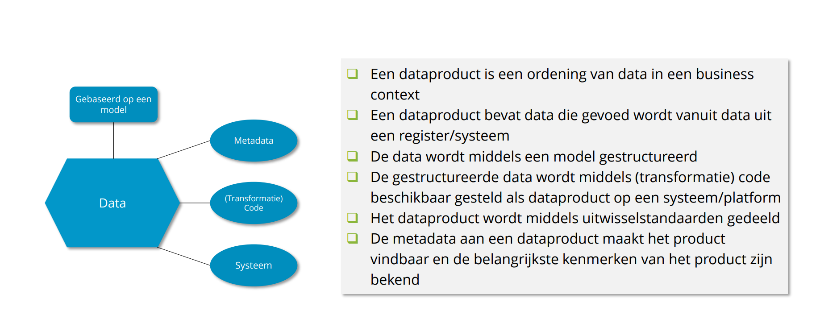 Gebaseerd op een
model
Metadata
Data
(Transformatie)
Code
Systeem
Een dataproduct is een ordening van data in een business
context
Een dataproduct bevat data die gevoed wordt vanuit data uit
een register/systeem
De data wordt middels een model gestructureerd
De gestructureerde data wordt middels (transformatie) code
beschikbaar gesteld als dataproduct op een systeem/platform
Het dataproduct wordt middels uitwisselstandaarden gedeeld
De metadata aan een dataproduct maakt het product
vindbaar en de belangrijkste kenmerken van het product zijn
bekend